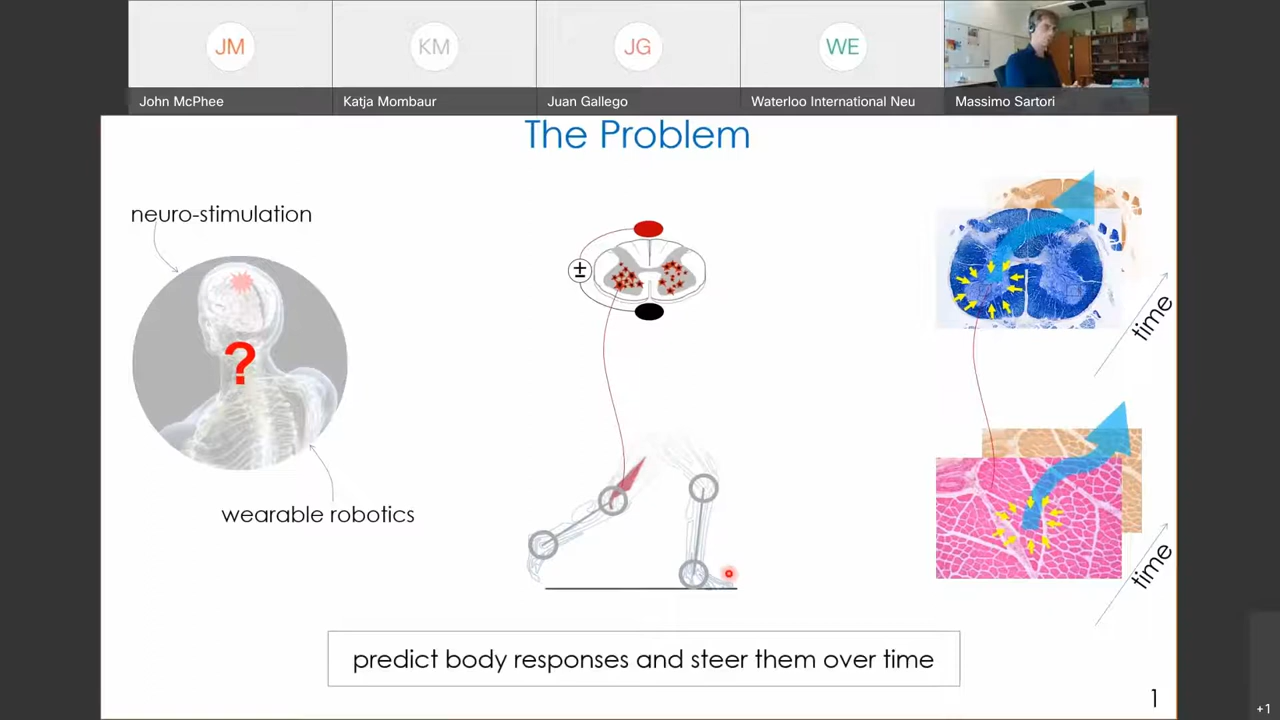 JM
KM
JG
WE
John McPhee
Katja Mombaur
Juan Gallego
Waterloo International Neu
Massimo Sartori
The Problem
neuro-stimulation
±
?
wearable robotics
time
time
predict body responses and steer them over time
1
+1